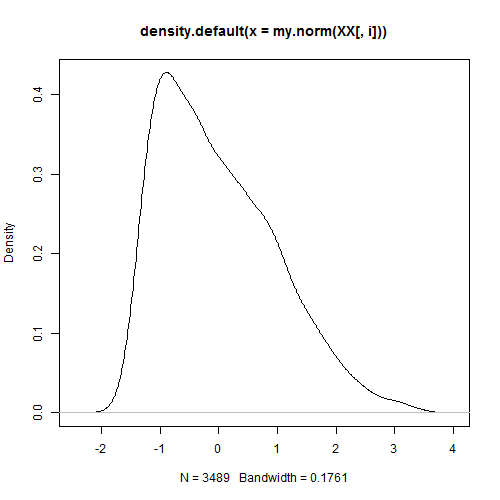 density.default(x = my.norm(XX[, i]))
Density
0.4
0.3
0.2
0.1
0.0
-2 -1 0 1 2 3 4
N = 3489 Bandwidth = 0.1761